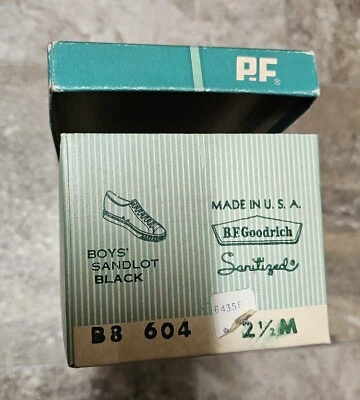 P.F.®
BOYS'
SANDLOT
BLACK
MADE IN U.S.A.
B.F.Goodrich
Sanitized®
B8 604
2½M